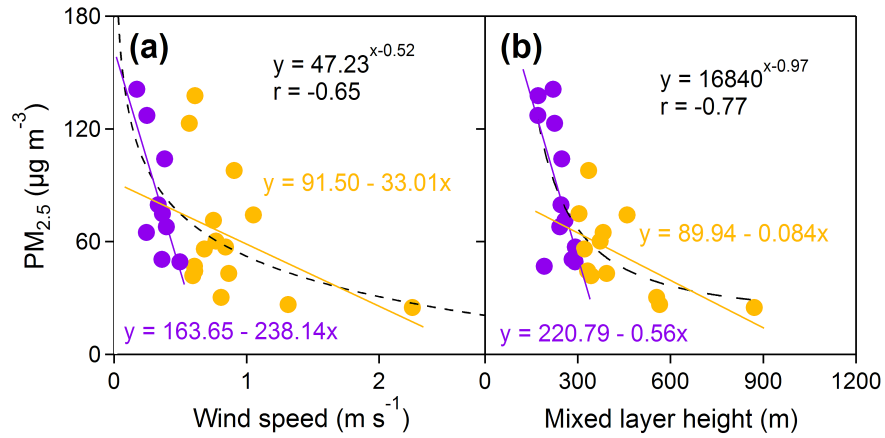 180
120
60
0
PM2.5 (µg m-3)
(a)
y = 47.23x-0.52
r = -0.65
y = 91.50 - 33.01x
y = 163.65 - 238.14x
0 1 2
Wind speed (m s-1)
(b)
y = 16840x-0.97
r = -0.77
y = 89.94 - 0.084x
y = 220.79 - 0.56x
0 300 600 900 1200
Mixed layer height (m)